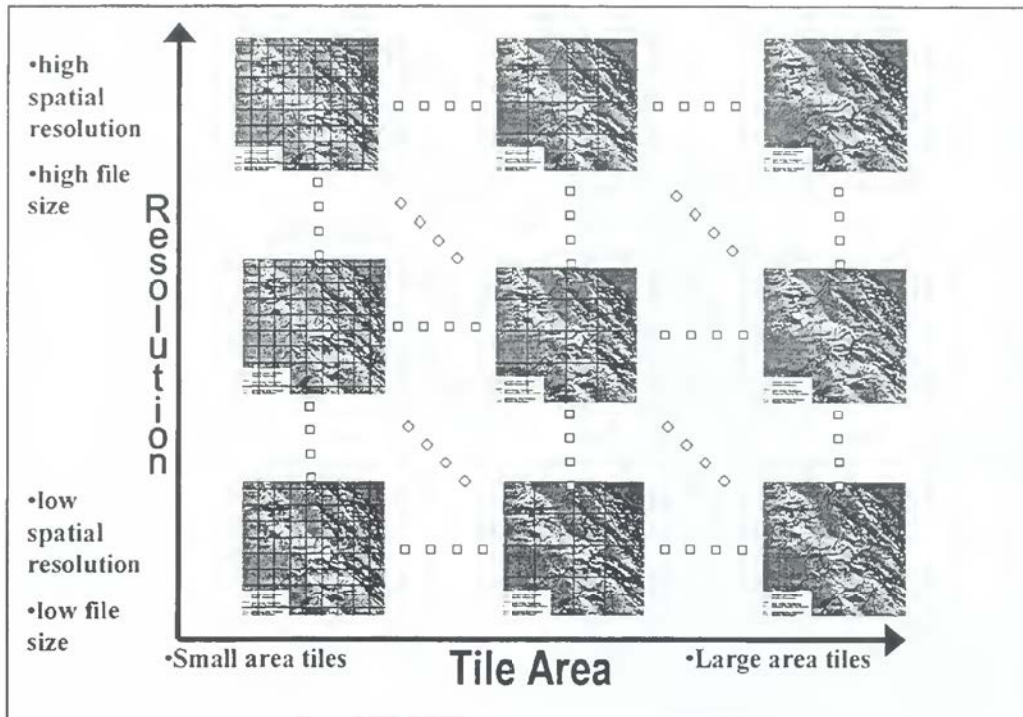 •high
spatial
resolution
•high file
size
Resolution
•low
spatial
resolution
•low file
size
•Small area tiles
Tile Area
•Large area tiles